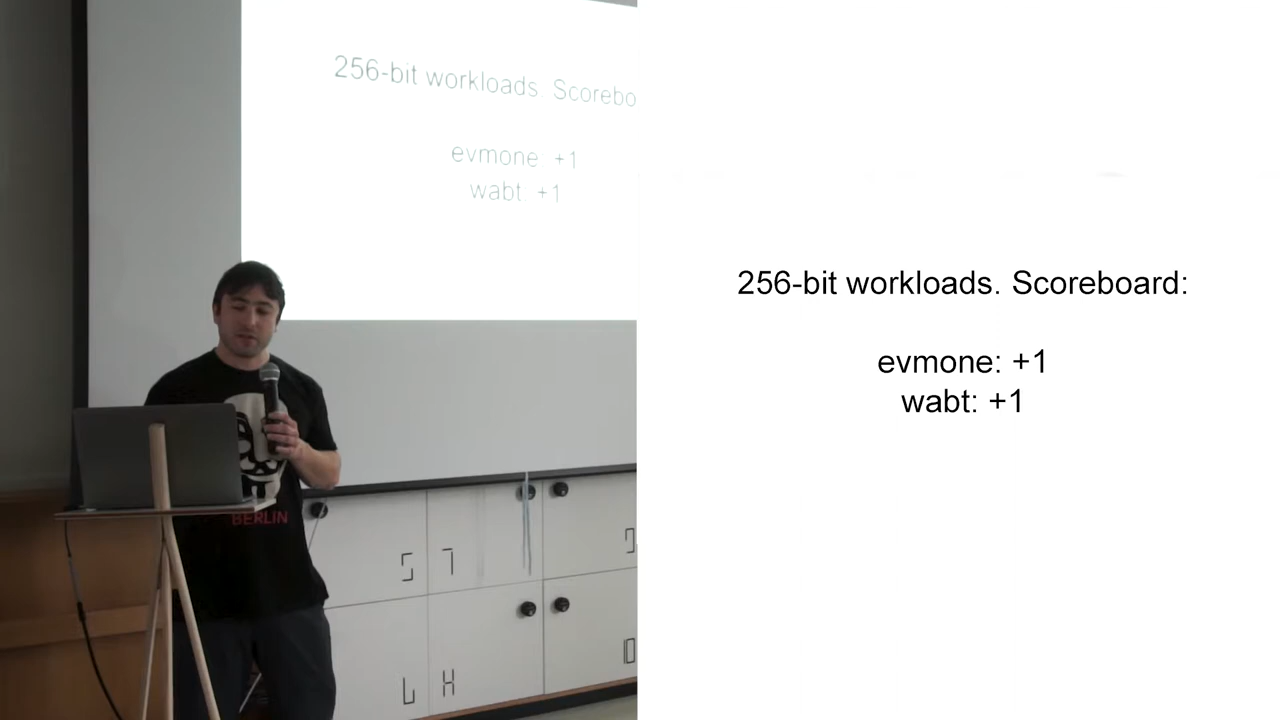 256-bit workloads. Scorebo
evmone: +1
wabt: +1
BERLIN
256-bit workloads. Scoreboard:
evmone: +1
wabt: +1